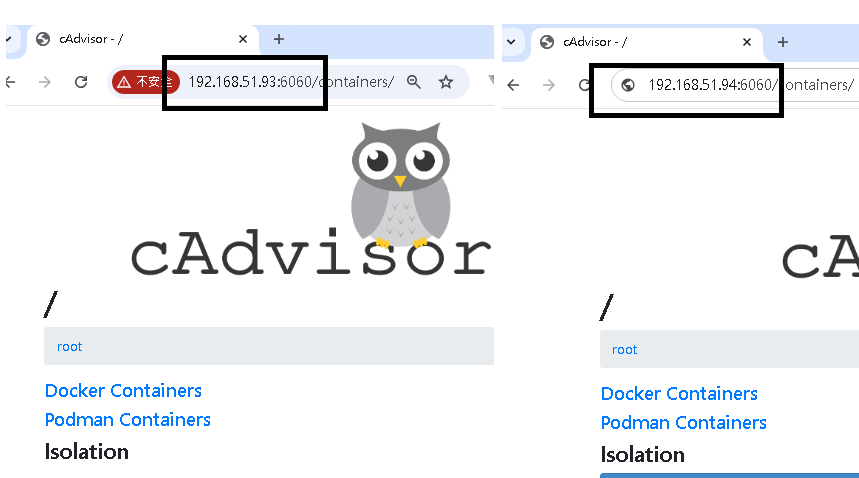 cAdvisor - /
不安全
192.168.51.93:6060/containers/
cAdvisor
/
root
Docker Containers
Podman Containers
Isolation
cAdvisor - /
192.168.51.94:6060/containers/
cA
/
root
Docker Containers
Podman Containers
Isolation